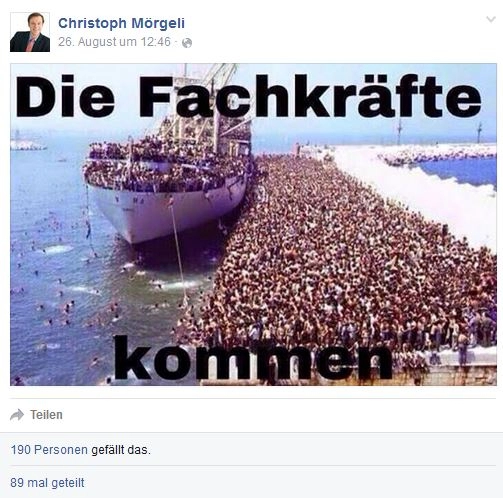 Christoph Mörgeli
26. August um 12:46 ·
Die Fachkräfte
kommen
Teilen
190 Personen gefällt das.
89 mal geteilt